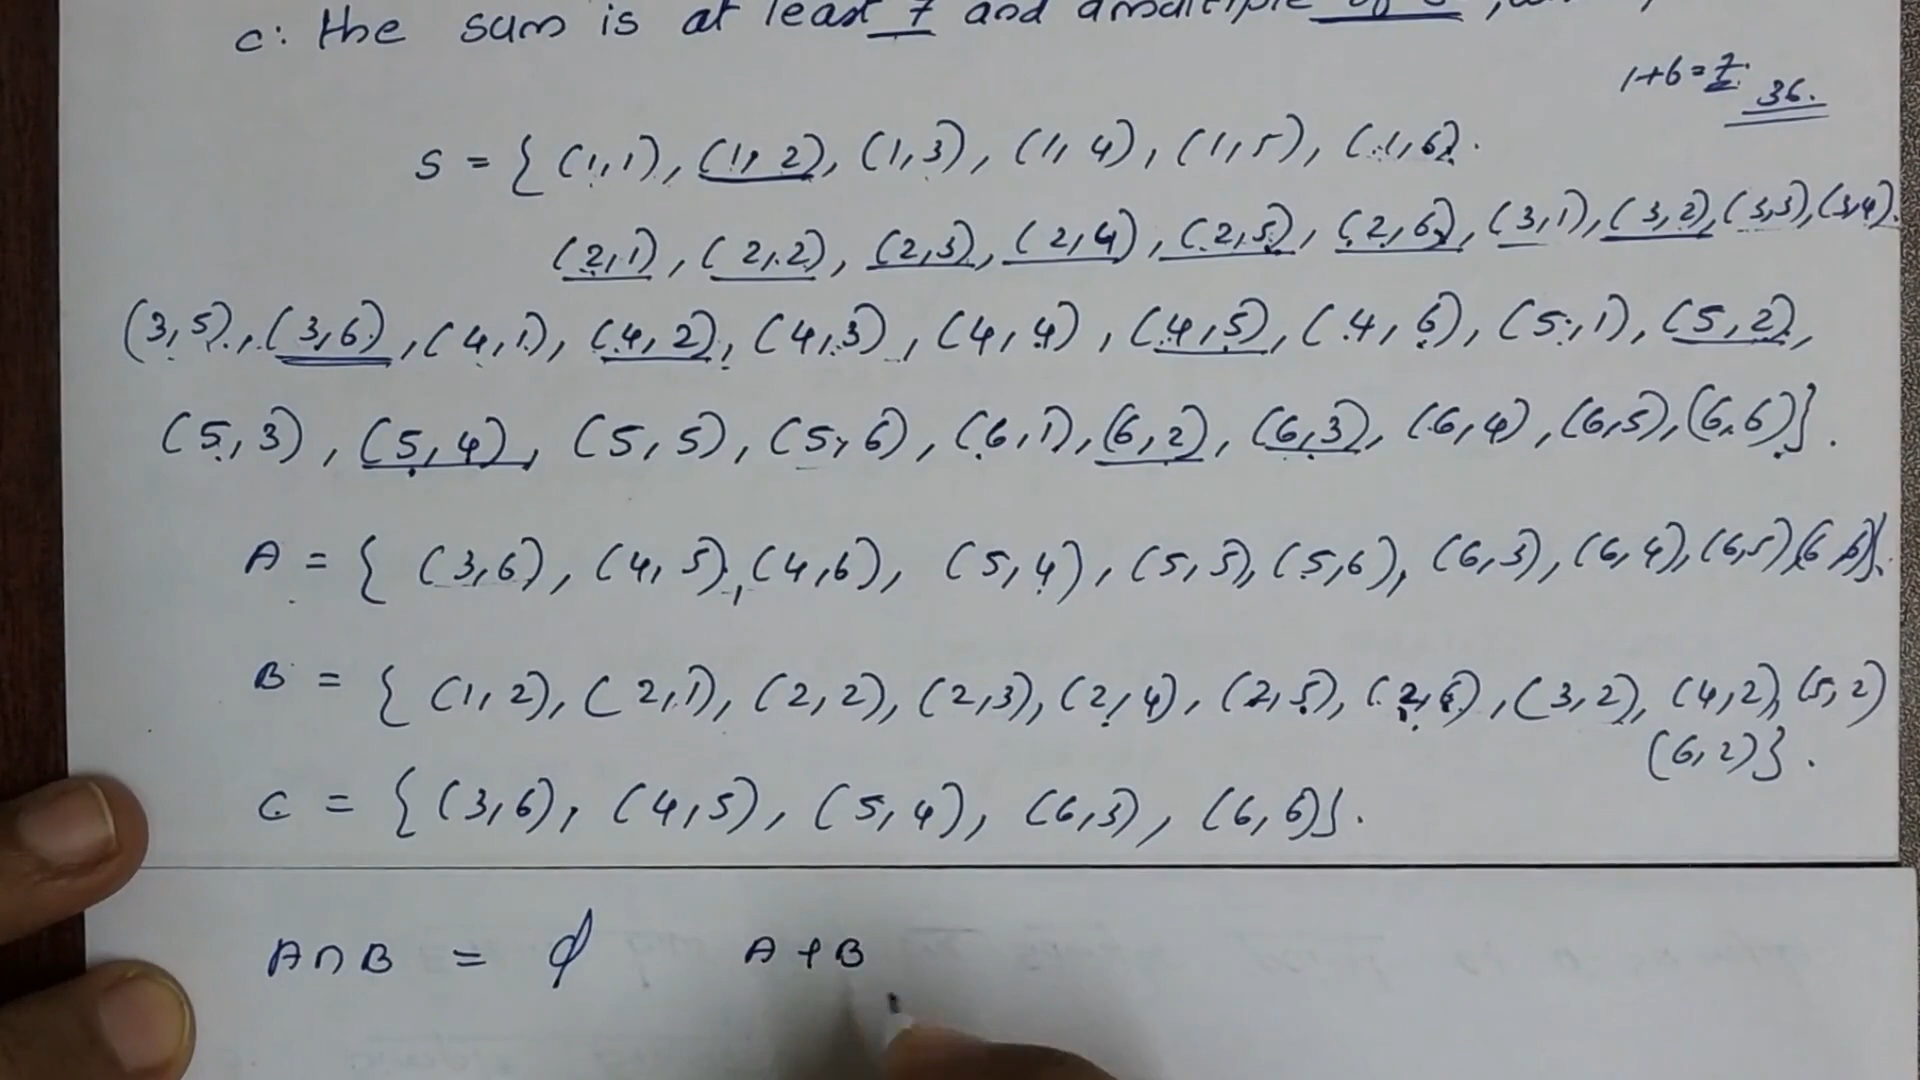 c: the sum is at least 7 and a multiple of
1+6=7.
36.
S = { (1,1), (1,2), (1,3), (1,4), (1,5), (1,6).
(2,1), (2,2), (2,3), (2,4), (2,5), (2,6), (3,1), (3,2), (3,3), (3,4).
(3,5), (3,6), (4,1), (4,2), (4,3), (4,4), (4,5), (4,6), (5,1), (5,2),
(5,3), (5,4), (5,5), (5,6), (6,1), (6,2), (6,3), (6,4), (6,5), (6,6)}.
A = { (3,6), (4,5), (4,6), (5,4), (5,5), (5,6), (6,3), (6,4), (6,5) (6,6)}.
B = { (1,2), (2,1), (2,2), (2,3), (2,4), (2,5), (2,6), (3,2), (4,2), (5,2)
(6,2)}.
C = {(3,6), (4,5), (5,4), (6,3), (6,6)}.
A∩B = ϕ A & B